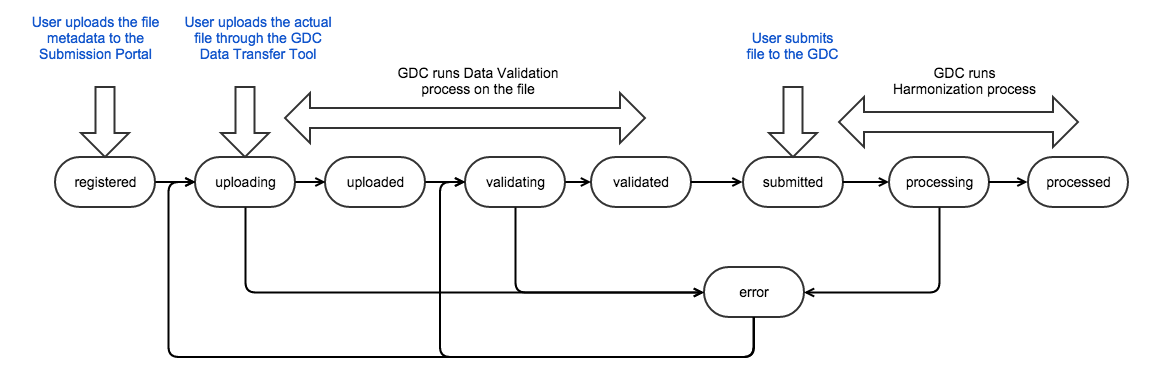 User uploads the file
metadata to the
Submission Portal
User uploads the actual
file through the GDC
Data Transfer Tool
GDC runs Data Validation
process on the file
User submits
file to the GDC
GDC runs
Harmonization process
registered
uploading
uploaded
validating
validated
submitted
processing
processed
error